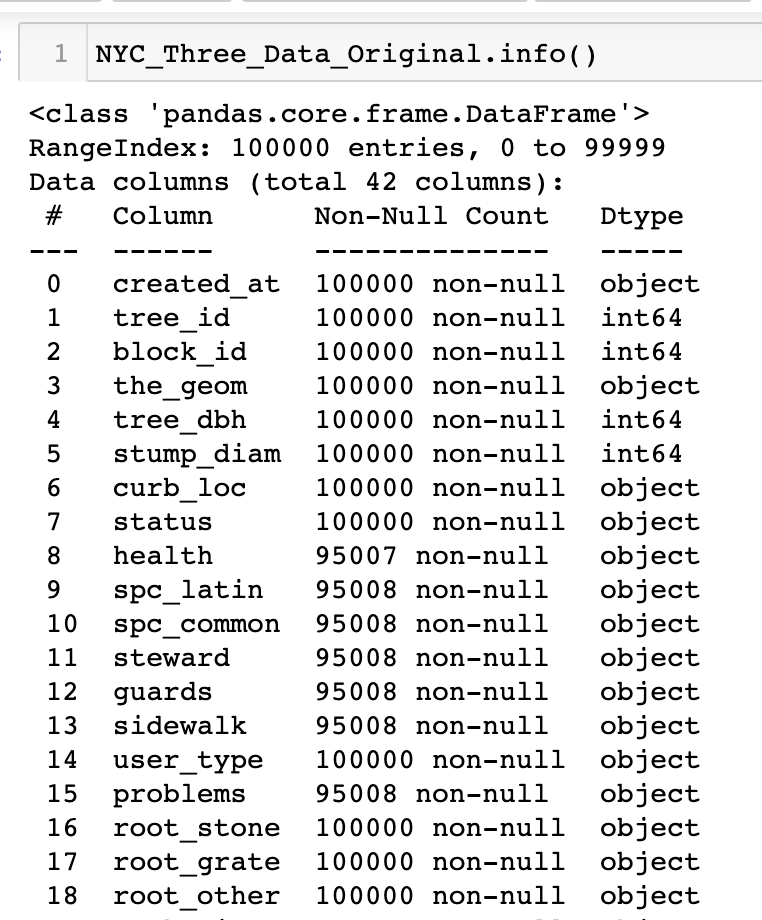 1 NYC_Three_Data_Original.info()
<class 'pandas.core.frame.DataFrame'>
RangeIndex: 100000 entries, 0 to 99999
Data columns (total 42 columns):
# Column Non-Null Count Dtype
--- ------ -------------- -----
0 created_at 100000 non-null object
1 tree_id 100000 non-null int64
2 block_id 100000 non-null int64
3 the_geom 100000 non-null object
4 tree_dbh 100000 non-null int64
5 stump_diam 100000 non-null int64
6 curb_loc 100000 non-null object
7 status 100000 non-null object
8 health 95007 non-null object
9 spc_latin 95008 non-null object
10 spc_common 95008 non-null object
11 steward 95008 non-null object
12 guards 95008 non-null object
13 sidewalk 95008 non-null object
14 user_type 100000 non-null object
15 problems 95008 non-null object
16 root_stone 100000 non-null object
17 root_grate 100000 non-null object
18 root_other 100000 non-null object